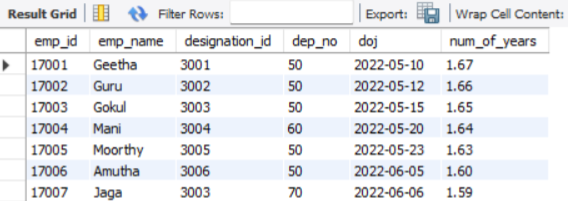 Result Grid Filter Rows: Export: Wrap Cell Content:
emp_id emp_name designation_id dep_no doj num_of_years
17001 Geetha 3001 50 2022-05-10 1.67
17002 Guru 3002 50 2022-05-12 1.66
17003 Gokul 3003 50 2022-05-15 1.65
17004 Mani 3004 60 2022-05-20 1.64
17005 Moorthy 3005 50 2022-05-23 1.63
17006 Amutha 3006 50 2022-06-05 1.60
17007 Jaga 3003 70 2022-06-06 1.59